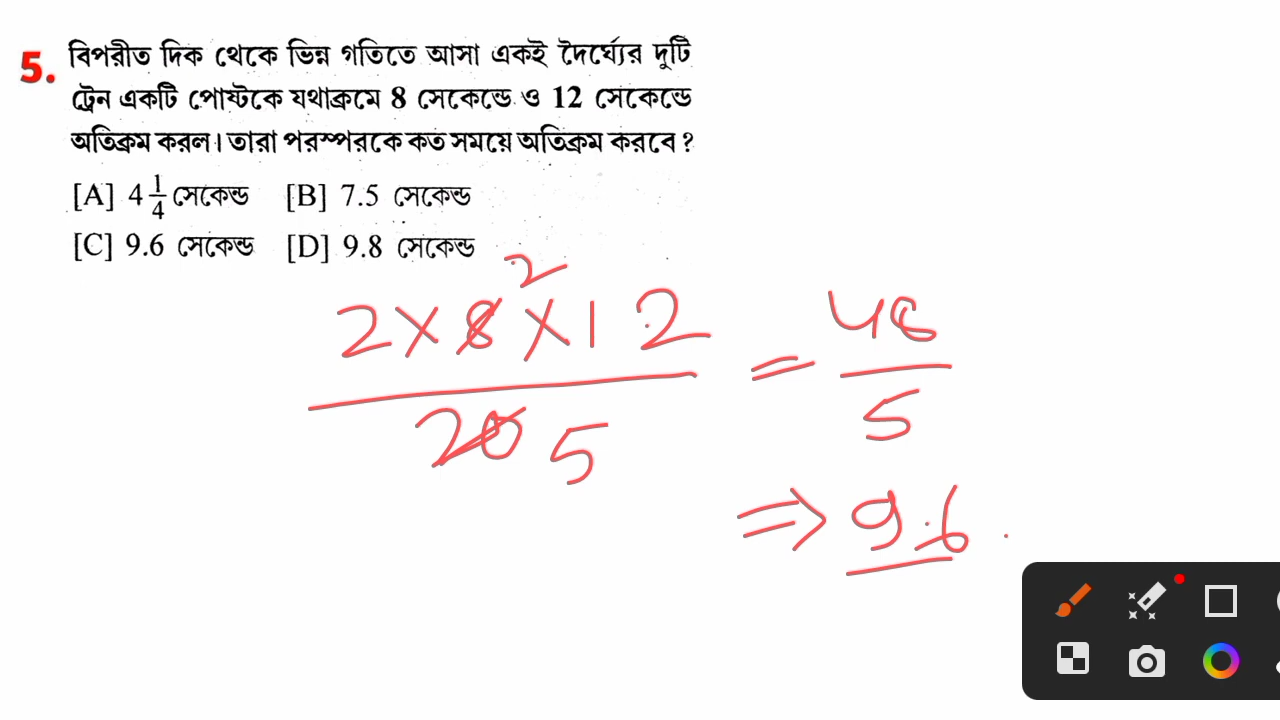 5. বিপরীত দিক থেকে ভিন্ন গতিতে আসা একই দৈর্ঘ্যের দুটি
ট্রেন একটি পোষ্টকে যথাক্রমে 8 সেকেন্ডে ও 12 সেকেন্ডে
অতিক্রম করল। তারা পরস্পরকে কত সময়ে অতিক্রম করবে?
[A] 4 1/4 সেকেন্ড [B] 7.5 সেকেন্ড
[C] 9.6 সেকেন্ড [D] 9.8 সেকেন্ড
2
2 × 8 × 12 = 48
20 5 5
⇒ 9.6